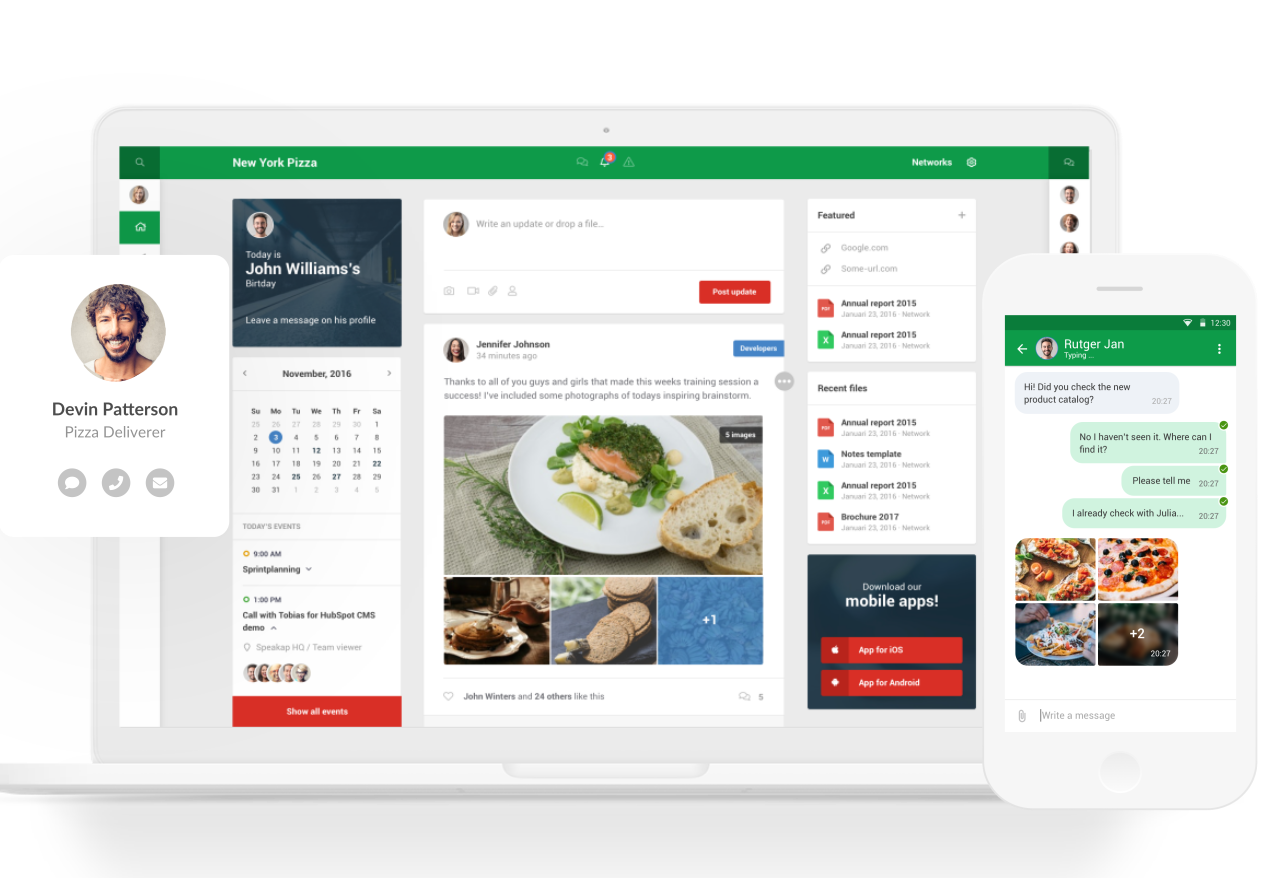 New York Pizza
3
Networks
Today is
John Williams's
Birtday
Leave a message on his profile
November, 2016
Su Mo Tu We Th Fr Sa
25 26 27 28 29 30 1
2 3 4 5 6 7 8
9 10 11 12 13 14 15
16 17 18 19 20 21 22
23 24 25 26 27 28 29
30 31 1 2 3 4 5
TODAY'S EVENTS
9:00 AM
Sprintplanning
1:00 PM
Call with Tobias for HubSpot CMS
demo
Speakap HQ / Team viewer
Show all events
Write an update or drop a file...
Post update
Jennifer Johnson
34 minutes ago
Developers
Thanks to all of you guys and girls that made this weeks training session a
success! I've included some photographs of todays inspiring brainstorm.
5 images
+1
John Winters and 24 others like this
5
Featured
Google.com
Some-url.com
PDF
Annual report 2015
Januari 23, 2016 · Network
X
Annual report 2015
Januari 23, 2016 · Network
Recent files
PDF
Annual report 2015
Januari 23, 2016 · Network
W
Notes template
Januari 23, 2016 · Network
X
Annual report 2015
Januari 23, 2016 · Network
PDF
Brochure 2017
Januari 23, 2016 · Network
Download our
mobile apps!
App for iOS
App for Android
Devin Patterson
Pizza Deliverer
12:30
Rutger Jan
Typing ...
Hi! Did you check the new
product catalog?
20:27
No I haven't seen it. Where can I
find it?
20:27
Please tell me
20:27
I already check with Julia...
20:27
+2
20:27
Write a message